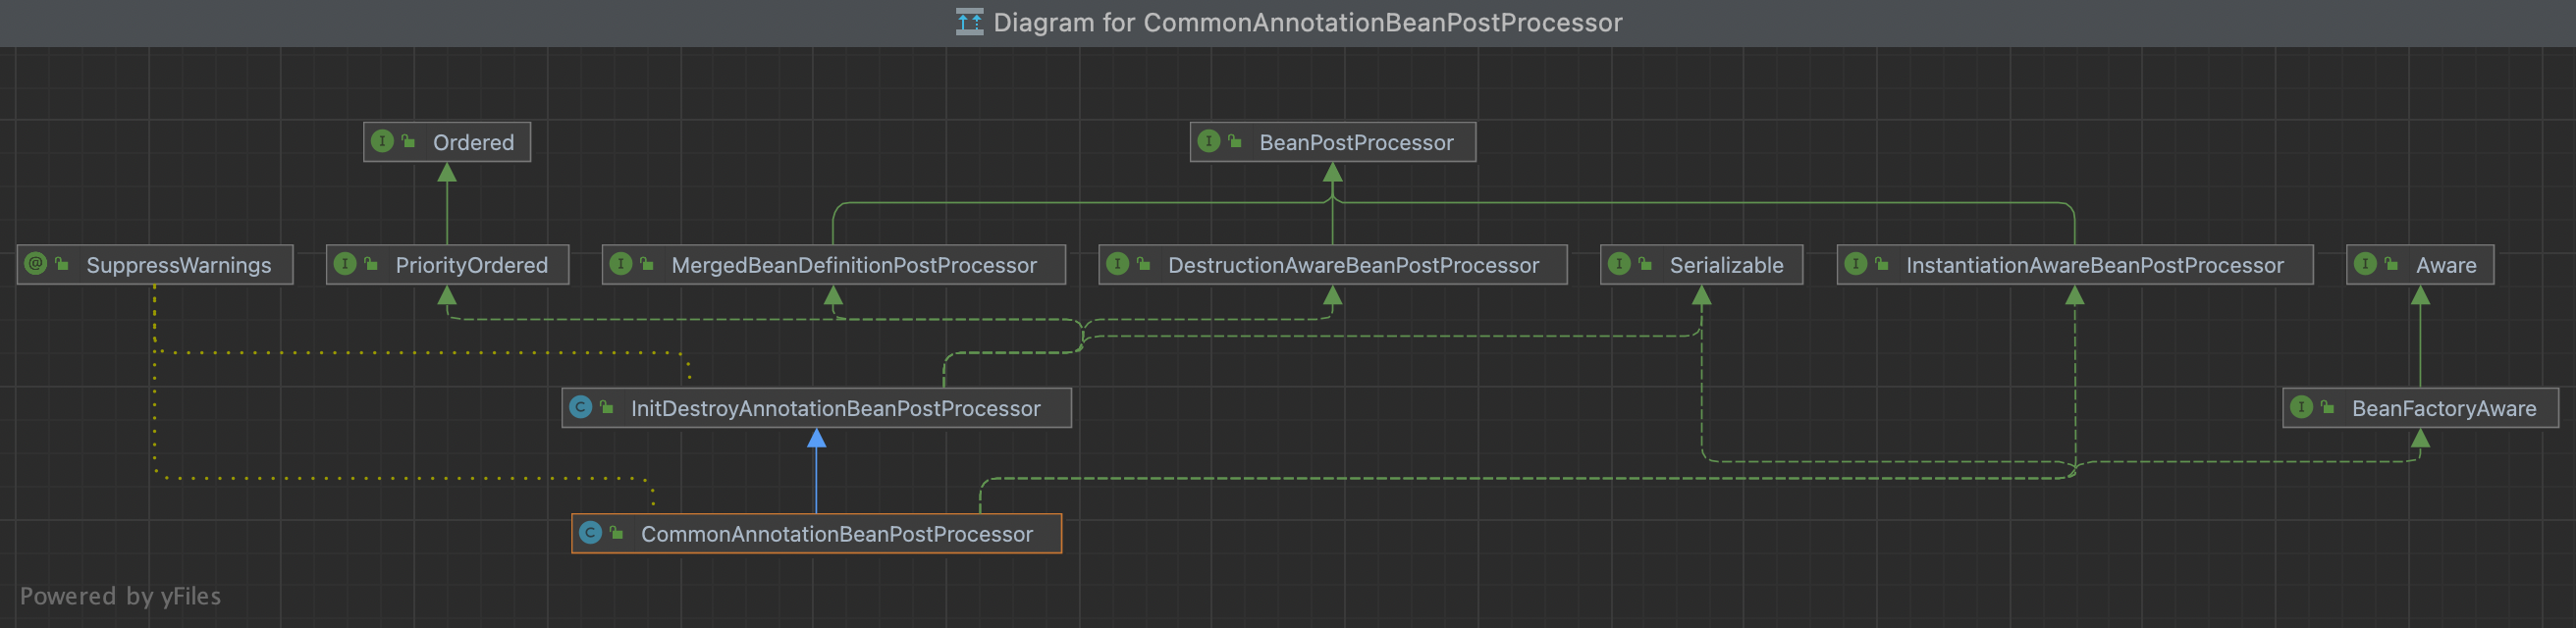 Diagram for CommonAnnotationBeanPostProcessor
I Ordered
I BeanPostProcessor
@ SuppressWarnings
I PriorityOrdered
I MergedBeanDefinitionPostProcessor
I DestructionAwareBeanPostProcessor
I Serializable
I InstantiationAwareBeanPostProcessor
I Aware
C InitDestroyAnnotationBeanPostProcessor
I BeanFactoryAware
C CommonAnnotationBeanPostProcessor
Powered by yFiles